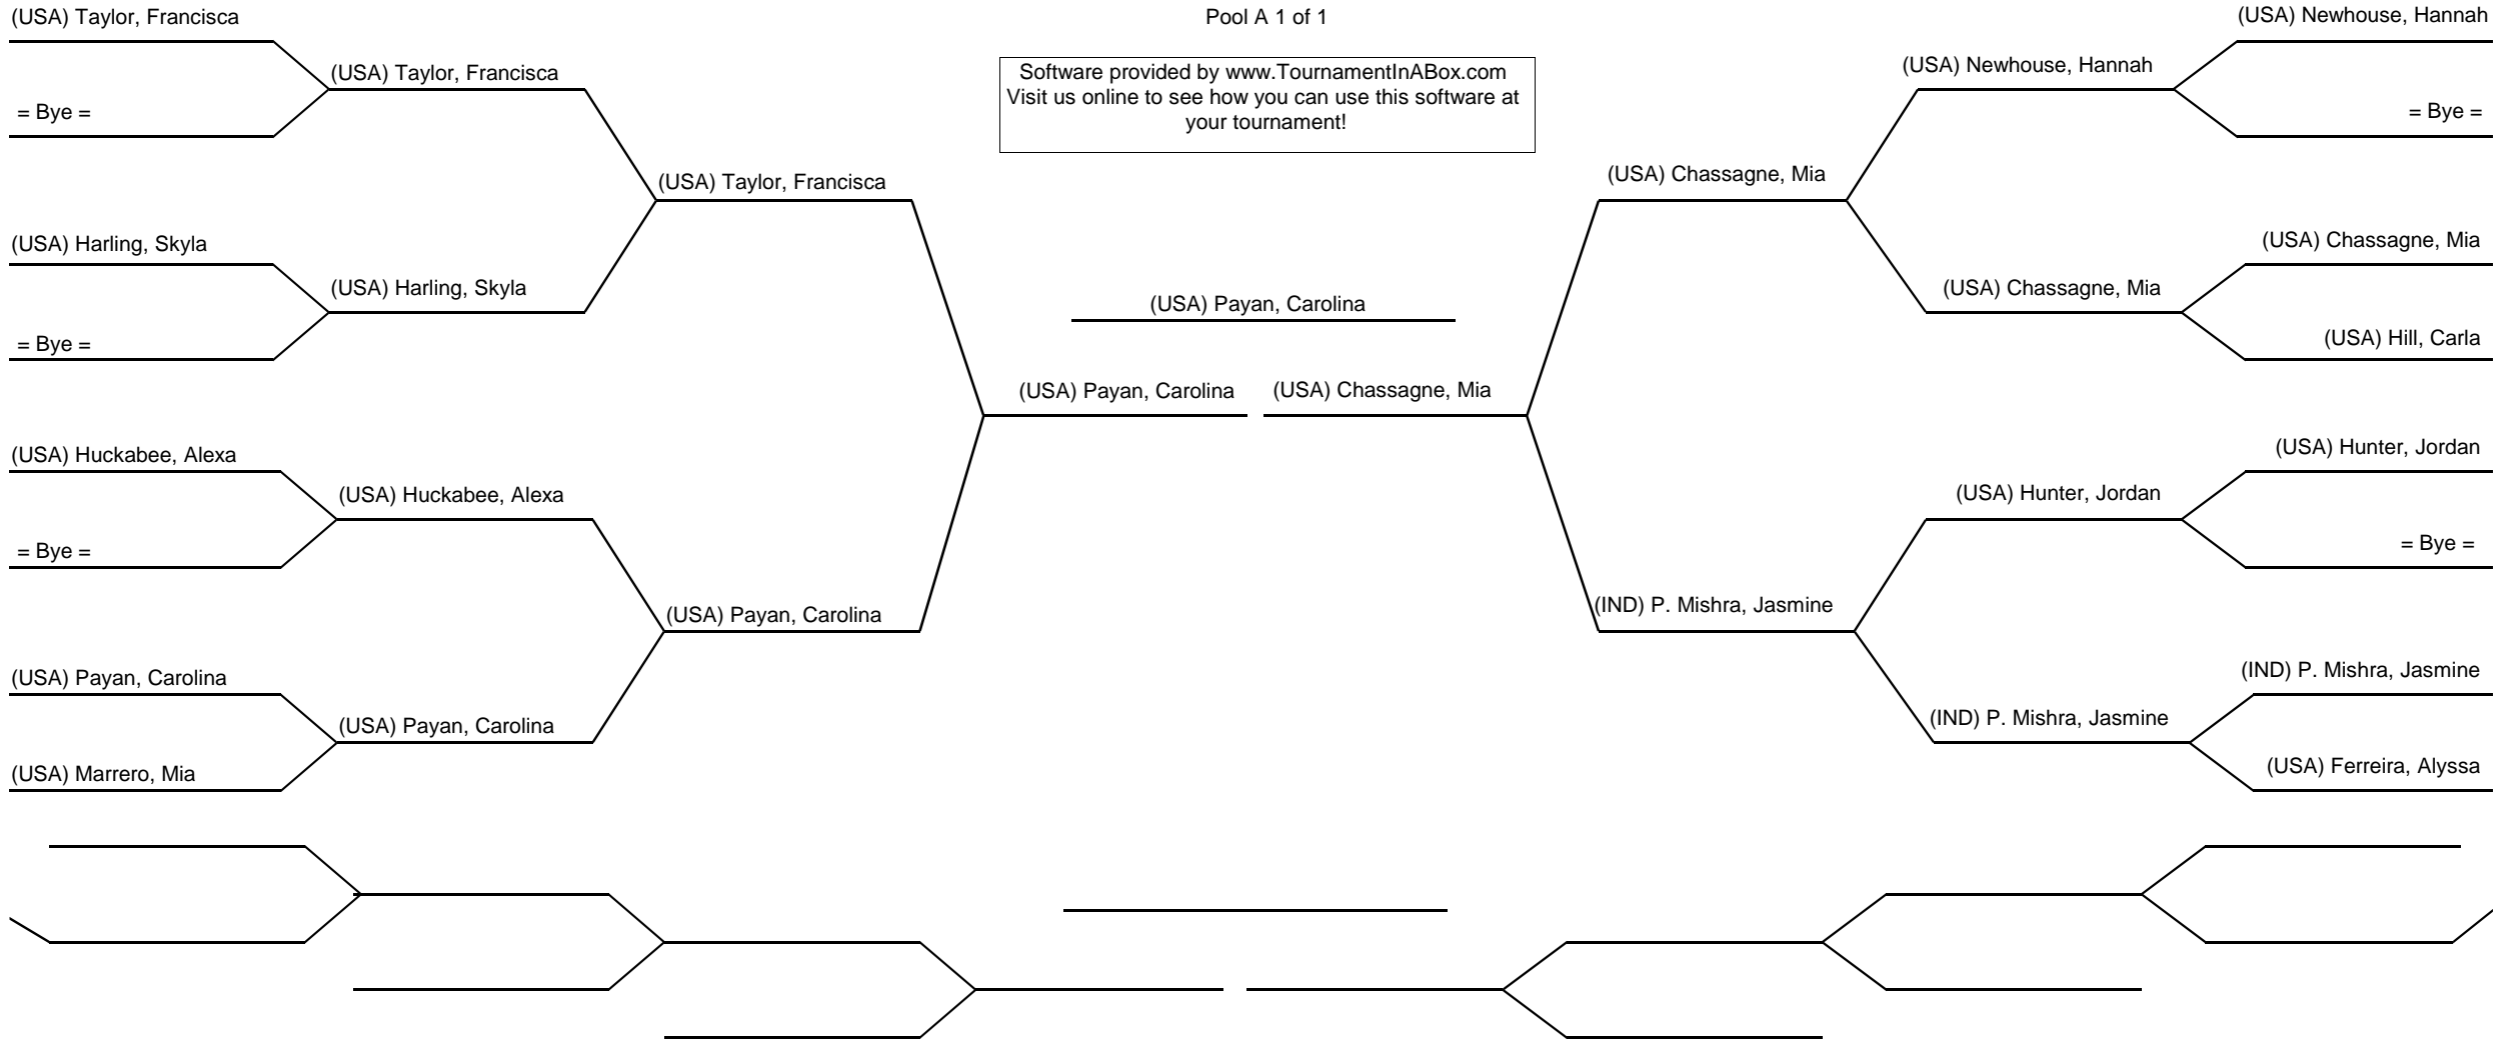 (USA) Taylor, Francisca
= Bye =
(USA) Harling, Skyla
= Bye =
(USA) Huckabee, Alexa
= Bye =
(USA) Payan, Carolina
(USA) Marrero, Mia
(USA) Taylor, Francisca
(USA) Harling, Skyla
(USA) Huckabee, Alexa
(USA) Payan, Carolina
(USA) Taylor, Francisca
(USA) Payan, Carolina
Pool A 1 of 1
Software provided by www.TournamentInABox.com
Visit us online to see how you can use this software at
your tournament!
(USA) Payan, Carolina
(USA) Payan, Carolina
(USA) Chassagne, Mia
(USA) Chassagne, Mia
(IND) P. Mishra, Jasmine
(USA) Newhouse, Hannah
(USA) Chassagne, Mia
(USA) Hunter, Jordan
(IND) P. Mishra, Jasmine
(USA) Newhouse, Hannah
= Bye =
(USA) Chassagne, Mia
(USA) Hill, Carla
(USA) Hunter, Jordan
= Bye =
(IND) P. Mishra, Jasmine
(USA) Ferreira, Alyssa